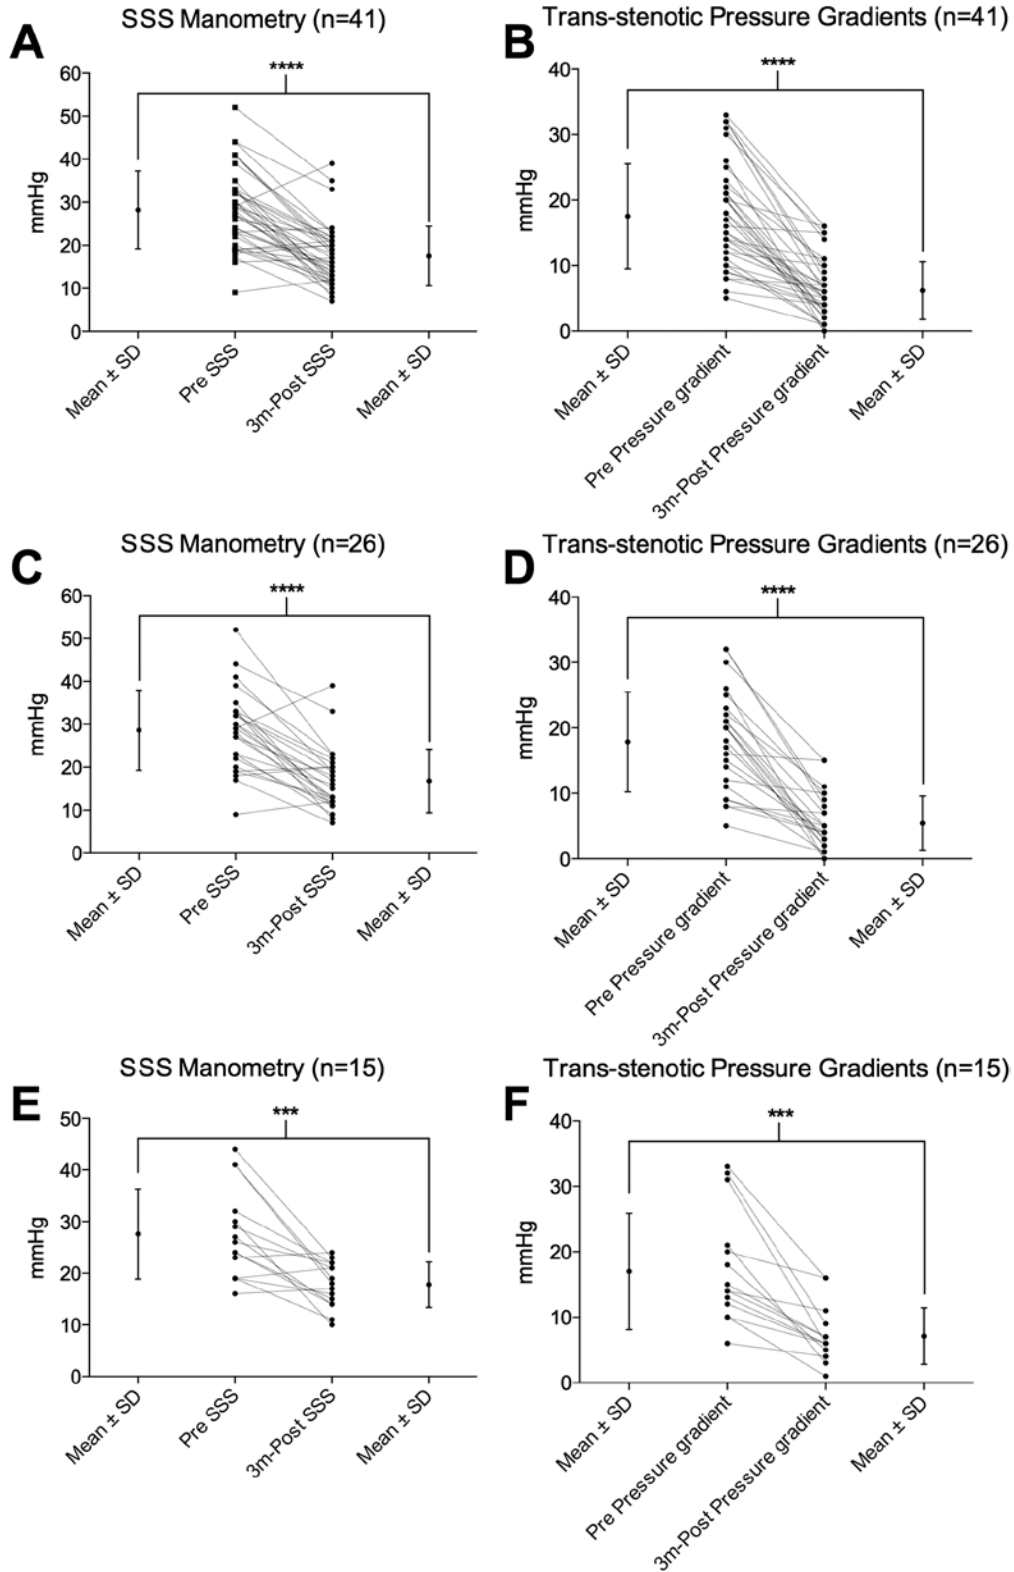 SSS Manometry (n=41)
A
****
60
50
40
30
20
10
0
mmHg
Mean ± SD
Pre SSS
3m-Post SSS
Mean ± SD
Trans-stenotic Pressure Gradients (n=41)
B
****
40
30
20
10
0
mmHg
Mean ± SD
Pre Pressure gradient
3m-Post Pressure gradient
Mean ± SD
SSS Manometry (n=26)
C
****
60
50
40
30
20
10
0
mmHg
Mean ± SD
Pre SSS
3m-Post SSS
Mean ± SD
Trans-stenotic Pressure Gradients (n=26)
D
****
40
30
20
10
0
mmHg
Mean ± SD
Pre Pressure gradient
3m-Post Pressure gradient
Mean ± SD
SSS Manometry (n=15)
E
***
50
40
30
20
10
0
mmHg
Mean ± SD
Pre SSS
3m-Post SSS
Mean ± SD
Trans-stenotic Pressure Gradients (n=15)
F
***
40
30
20
10
0
mmHg
Mean ± SD
Pre Pressure gradient
3m-Post Pressure gradient
Mean ± SD